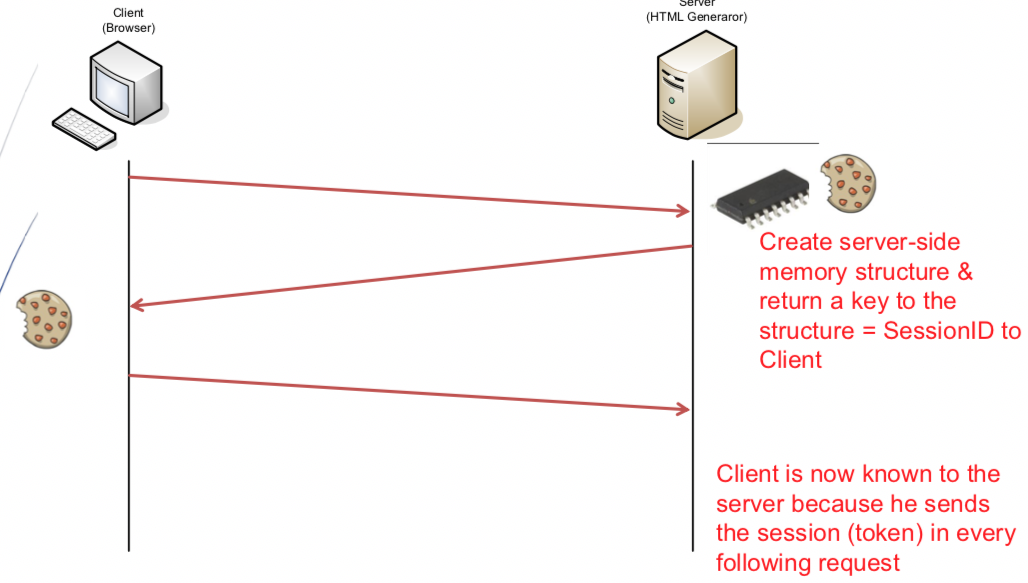 Client
(Browser)
Server
(HTML Generaror)
Create server-side
memory structure &
return a key to the
structure = SessionID to
Client
Client is now known to the
server because he sends
the session (token) in every
following request